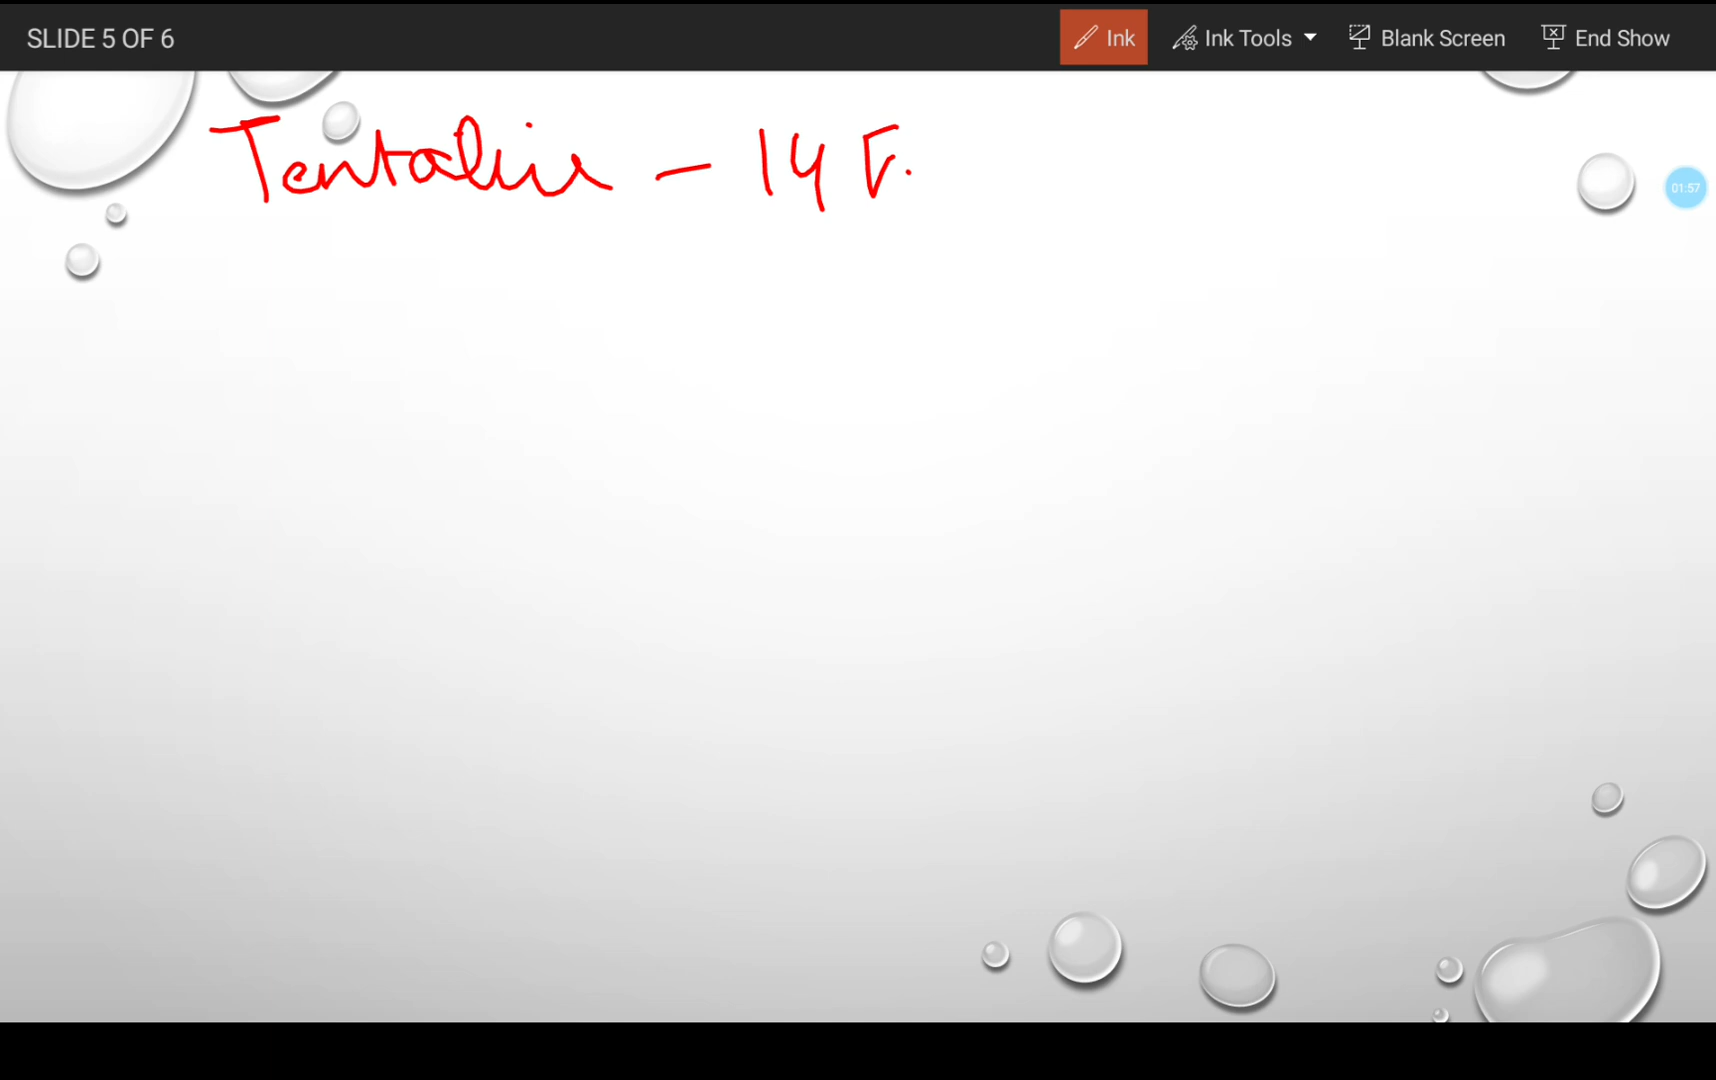 SLIDE 5 OF 6
Ink
Ink Tools
Blank Screen
End Show
Tentative - 14 F
01:57